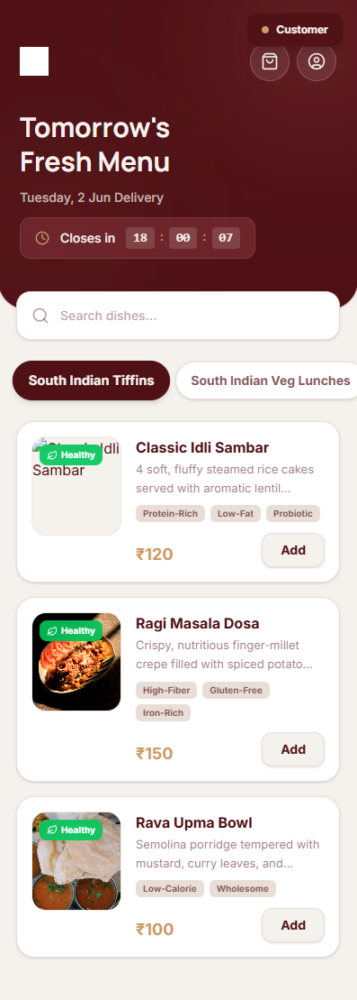 Customer
Tomorrow's
Fresh Menu
Tuesday, 2 Jun Delivery
Closes in 18 : 00 : 07
Search dishes...
South Indian Tiffins
South Indian Veg Lunches
Healthy
Classic Idli Sambar
4 soft, fluffy steamed rice cakes
served with aromatic lentil...
Protein-Rich Low-Fat Probiotic
₹120
Add
Idli
Sambar
Healthy
Ragi Masala Dosa
Crispy, nutritious finger-millet
crepe filled with spiced potato...
High-Fiber Gluten-Free
Iron-Rich
₹150
Add
Healthy
Rava Upma Bowl
Semolina porridge tempered with
mustard, curry leaves, and...
Low-Calorie Wholesome
₹100
Add